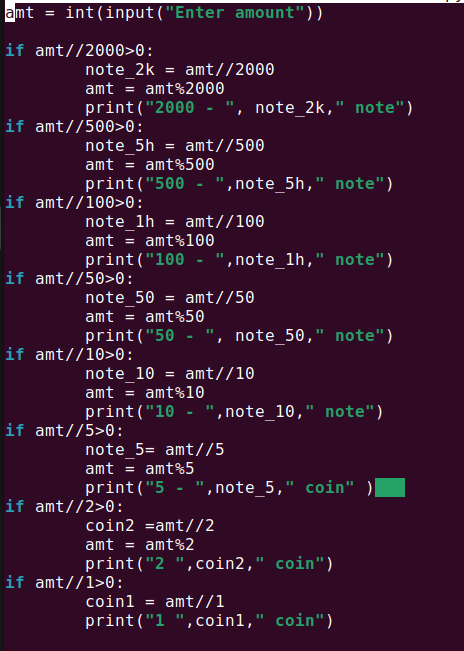 amt = int(input("Enter amount"))
if amt//2000>0:
        note_2k = amt//2000
        amt = amt%2000
        print("2000 - ", note_2k," note")
if amt//500>0:
        note_5h = amt//500
        amt = amt%500
        print("500 - ",note_5h," note")
if amt//100>0:
        note_1h = amt//100
        amt = amt%100
        print("100 - ",note_1h," note")
if amt//50>0:
        note_50 = amt//50
        amt = amt%50
        print("50 - ", note_50," note")
if amt//10>0:
        note_10 = amt//10
        amt = amt%10
        print("10 - ",note_10," note")
if amt//5>0:
        note_5= amt//5
        amt = amt%5
        print("5 - ",note_5," coin" )
if amt//2>0:
        coin2 =amt//2
        amt = amt%2
        print("2 ",coin2," coin")
if amt//1>0:
        coin1 = amt//1
        print("1 ",coin1," coin")